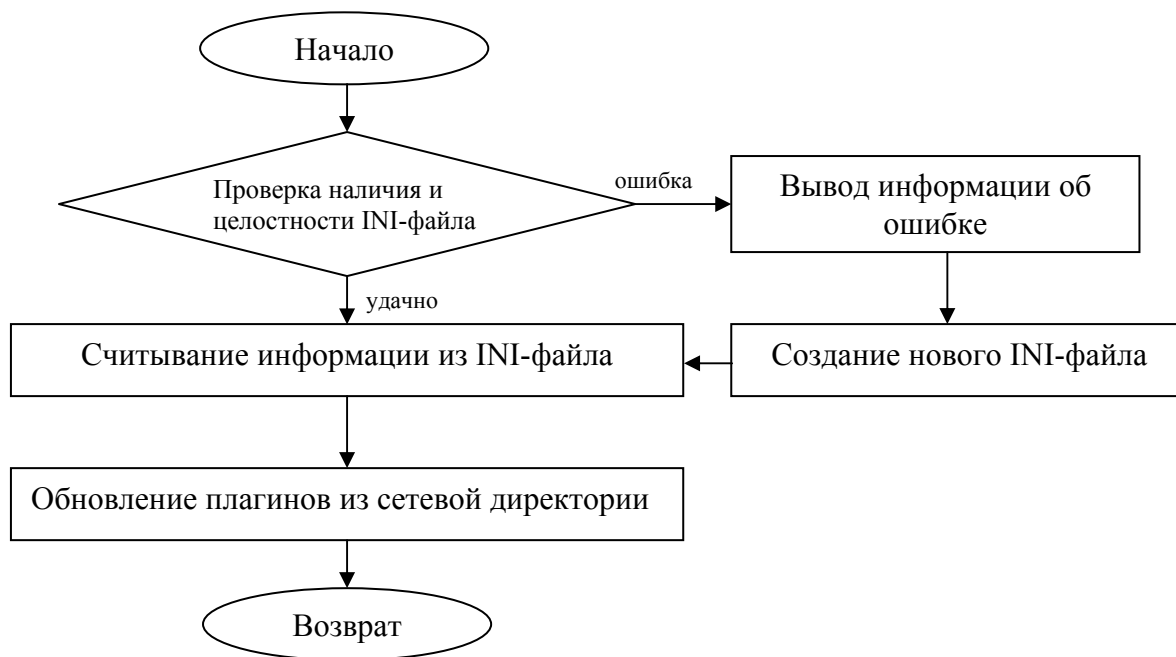 Начало
Проверка наличия и
целостности INI-файла
ошибка
Вывод информации об
ошибке
удачно
Считывание информации из INI-файла
Создание нового INI-файла
Обновление плагинов из сетевой директории
Возврат